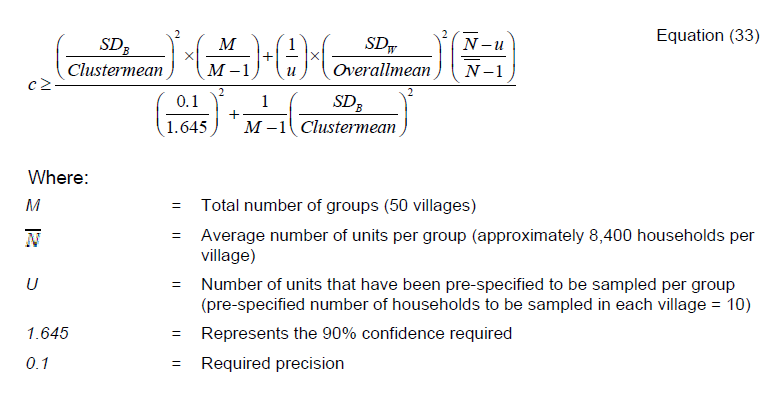 c ≥ ((SD_B / Clustermean)^2 × (M / M −1) + (1 / u) × (SD_W / Overallmean)^2 (N̅ − u / N̅ −1)) / ((0.1 / 1.645)^2 + 1 / M −1 (SD_B / Clustermean)^2) Equation (33)
Where:
M = Total number of groups (50 villages)
N̅ = Average number of units per group (approximately 8,400 households per
village)
U = Number of units that have been pre-specified to be sampled per group
(pre-specified number of households to be sampled in each village = 10)
1.645 = Represents the 90% confidence required
0.1 = Required precision